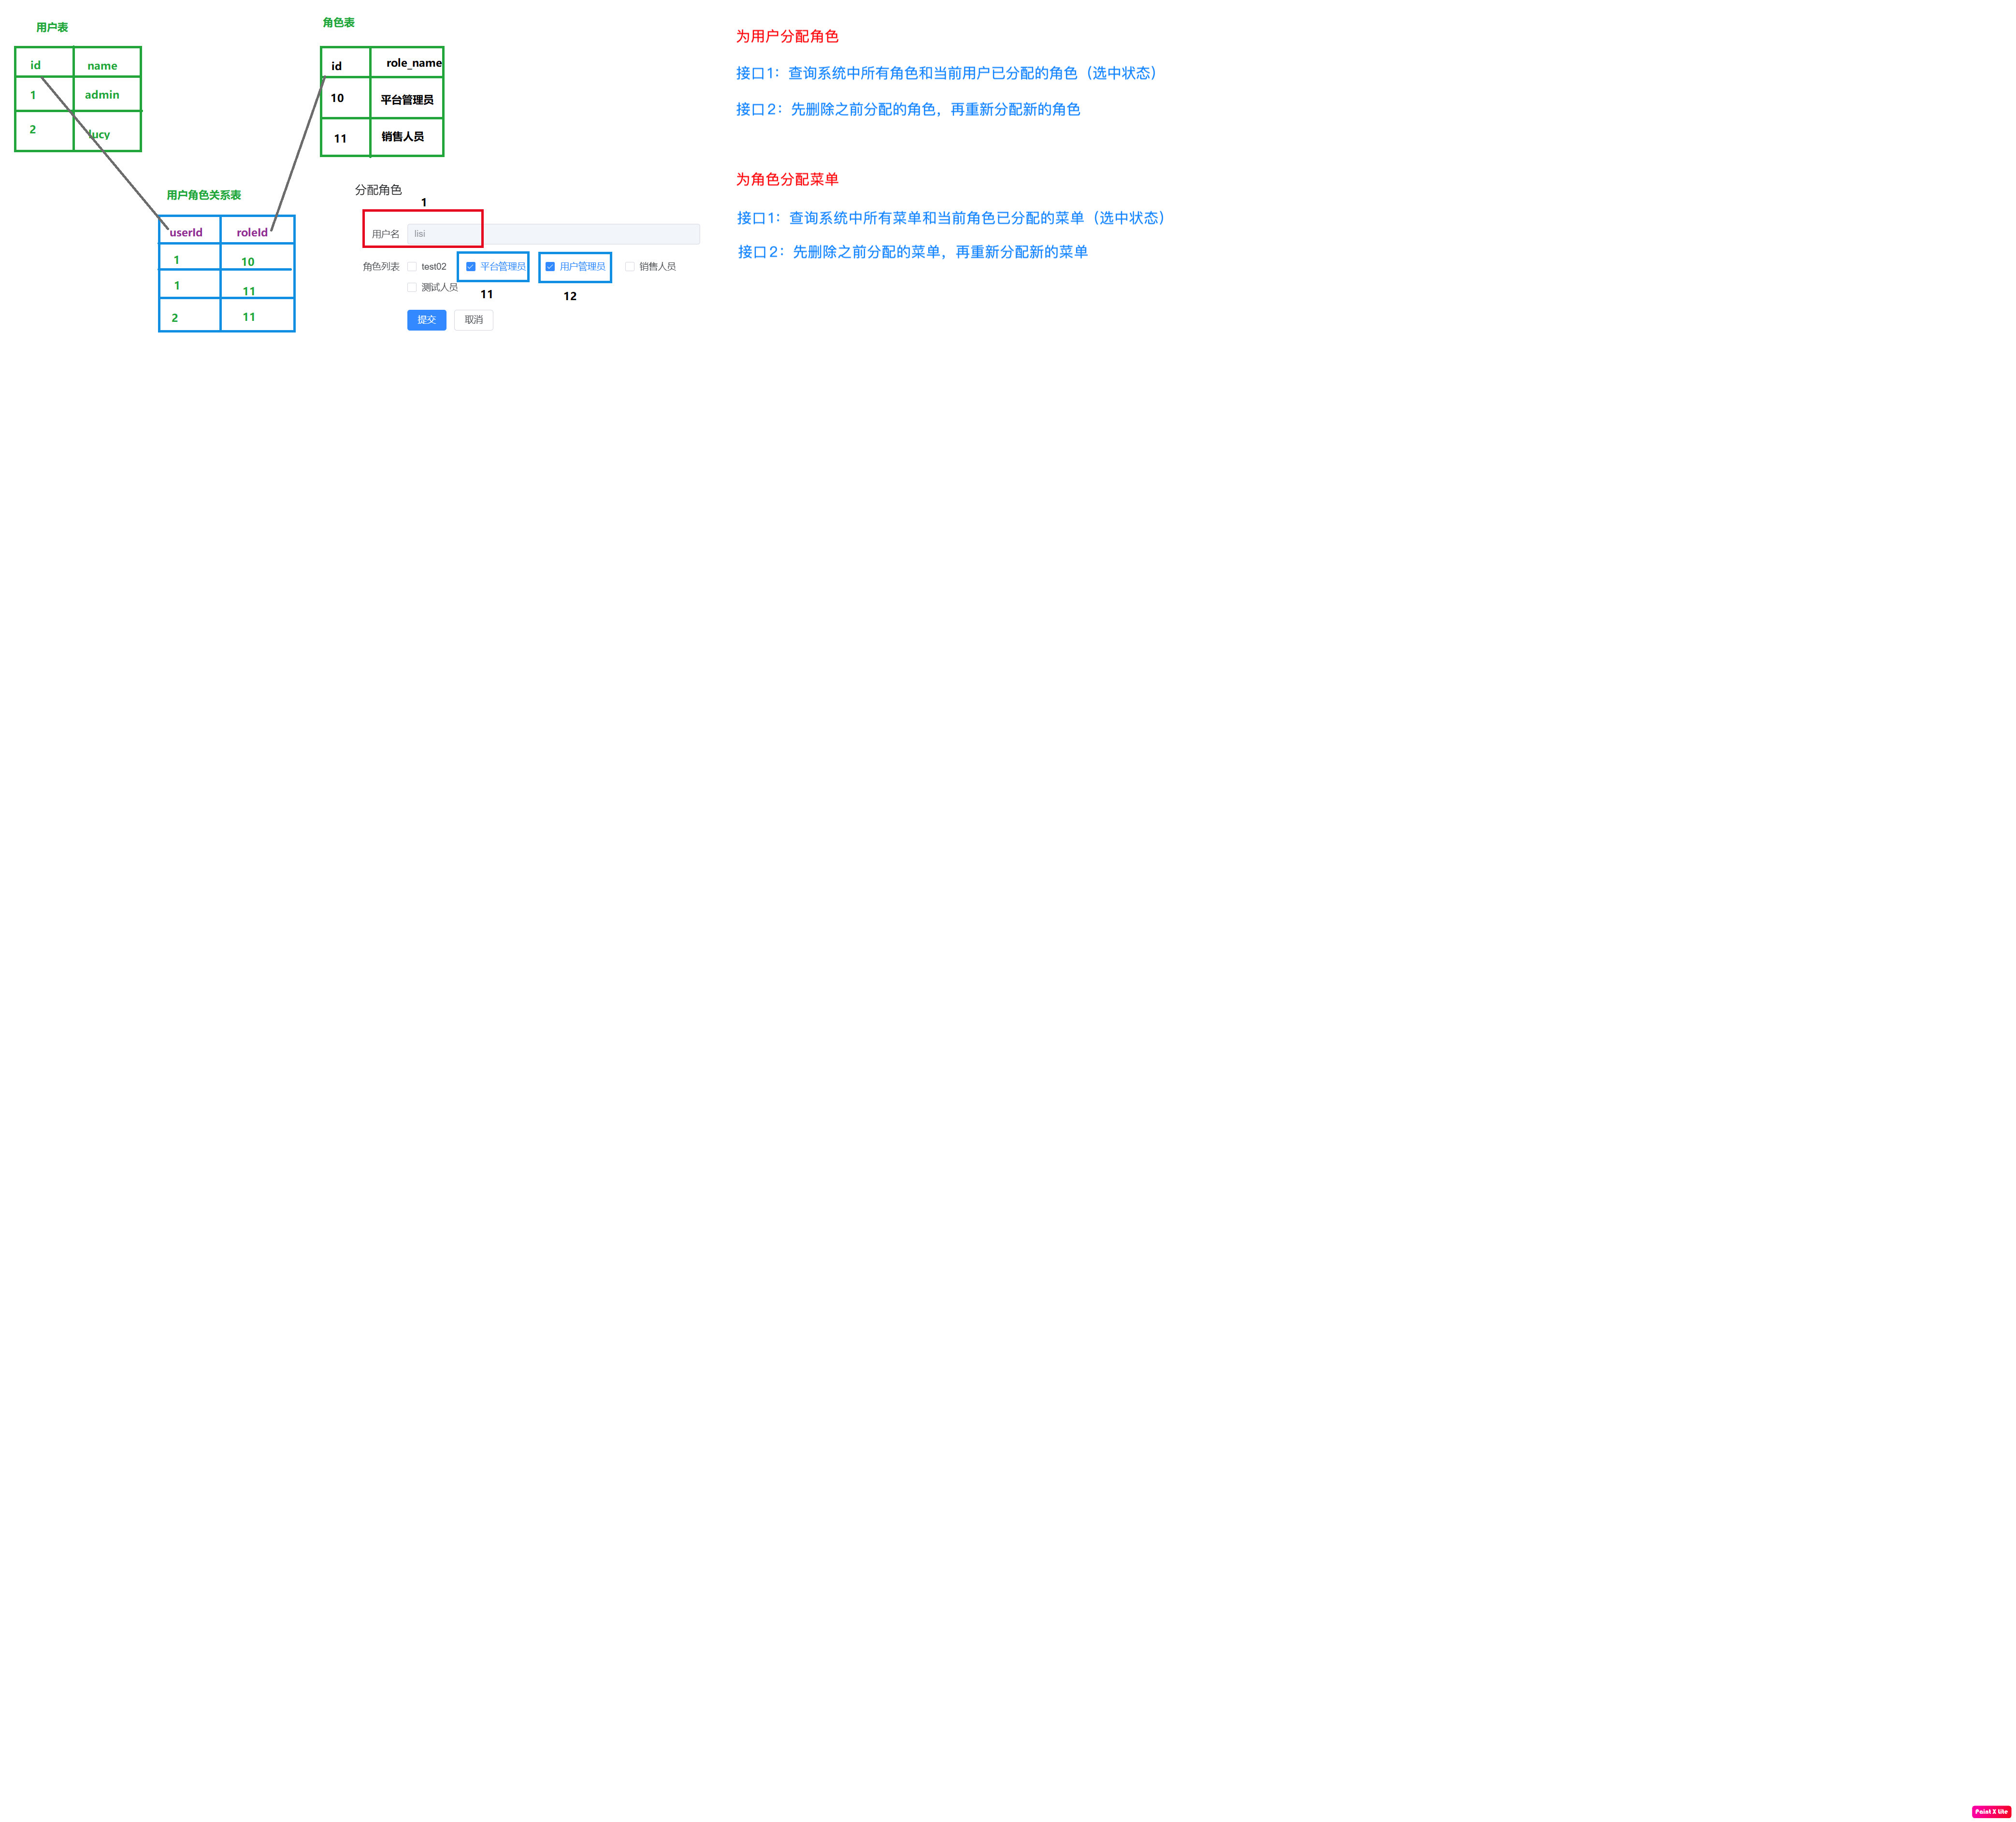 用户表
id name
1 admin
2 lucy
角色表
id role_name
10 平台管理员
11 销售人员
用户角色关系表
userId roleId
1 10
1 11
2 11
分配角色
1
用户名 lisi
角色列表 test02 平台管理员 用户管理员 销售人员
测试人员
11 12
提交 取消
为用户分配角色
接口1：查询系统中所有角色和当前用户已分配的角色（选中状态）
接口2：先删除之前分配的角色，再重新分配新的角色
为角色分配菜单
接口1：查询系统中所有菜单和当前角色已分配的菜单（选中状态）
接口2：先删除之前分配的菜单，再重新分配新的菜单
Paint X Lite